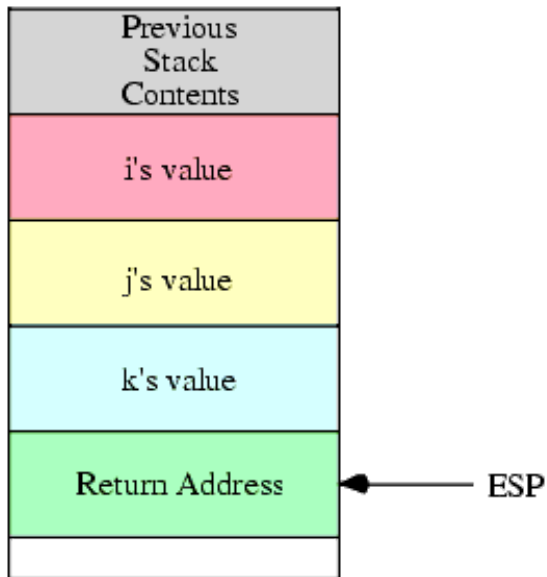 Previous
Stack
Contents
i's value
j's value
k's value
Return Address
ESP